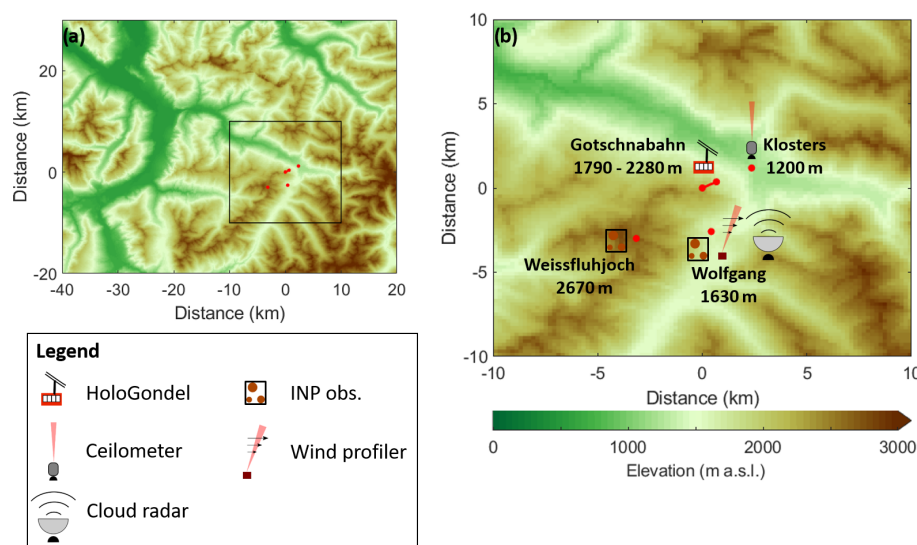 (a)
30
20
0
-20
Distance (km)
-40
-30
-20
-10
0
10
20
Distance (km)
(b)
10
5
0
-5
-10
Distance (km)
Gotschnabahn
1790 - 2280 m
Klosters
1200 m
Weissfluhjoch
2670 m
Wolfgang
1630 m
-10
-5
0
5
10
Distance (km)
0
1000
2000
3000
Elevation (m a.s.l.)
Legend
HoloGondel
INP obs.
Ceilometer
Wind profiler
Cloud radar